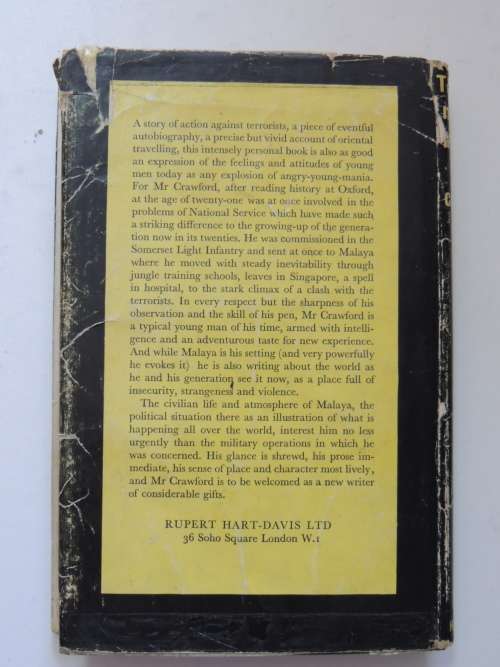 A story of action against terrorists, a piece of eventful
autobiography, a precise but vivid account of oriental
travelling, this intensely personal book is also as good
an expression of the feelings and attitudes of young
men today as any explosion of angry-young-mania.
For Mr Crawford, after reading history at Oxford,
at the age of twenty-one was at once involved in the
problems of National Service which have made such
a striking difference to the growing-up of the genera-
tion now in its twenties. He was commissioned in the
Somerset Light Infantry and sent at once to Malaya
where he moved with steady inevitability through
jungle training schools, leaves in Singapore, a spell
in hospital, to the stark climax of a clash with the
terrorists. In every respect but the sharpness of his
observation and the skill of his pen, Mr Crawford is
a typical young man of his time, armed with intelli-
gence and an adventurous taste for new experience.
And while Malaya is his setting (and very powerfully
he evokes it) he is also writing about the world as
he and his generation see it now, as a place full of
insecurity, strangeness and violence.
The civilian life and atmosphere of Malaya, the
political situation there as an illustration of what is
happening all over the world, interest him no less
urgently than the military operations in which he
was concerned. His glance is shrewd, his prose im-
mediate, his sense of place and character most lively,
and Mr Crawford is to be welcomed as a new writer
of considerable gifts.
RUPERT HART-DAVIS LTD
36 Soho Square London W.1